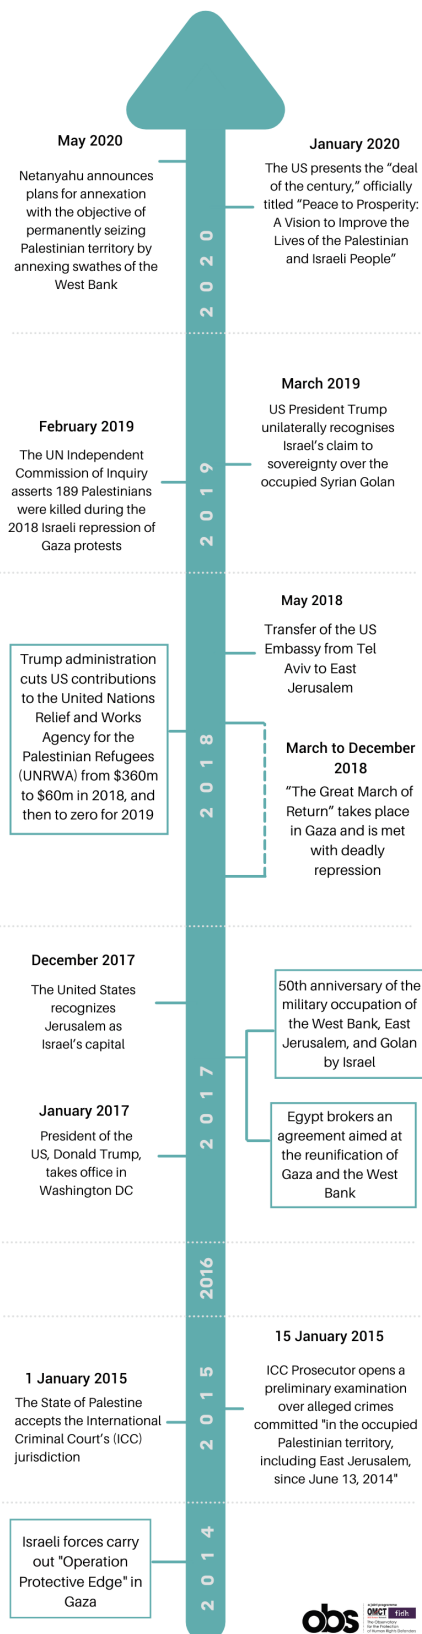 May 2020
Netanyahu announces
plans for annexation
with the objective of
permanently seizing
Palestinian territory by
annexing swathes of the
West Bank
January 2020
The US presents the “deal
of the century,” officially
titled “Peace to Prosperity:
A Vision to Improve the
Lives of the Palestinian
and Israeli People”
2020
March 2019
US President Trump
unilaterally recognises
Israel’s claim to
sovereignty over the
occupied Syrian Golan
February 2019
The UN Independent
Commission of Inquiry
asserts 189 Palestinians
were killed during the
2018 Israeli repression of
Gaza protests
2019
May 2018
Transfer of the US
Embassy from Tel
Aviv to East
Jerusalem
Trump administration
cuts US contributions
to the United Nations
Relief and Works
Agency for the
Palestinian Refugees
(UNRWA) from $360m
to $60m in 2018, and
then to zero for 2019
March to December
2018
“The Great March of
Return” takes place
in Gaza and is met
with deadly
repression
2018
December 2017
The United States
recognizes
Jerusalem as
Israel’s capital
50th anniversary of the
military occupation of
the West Bank, East
Jerusalem, and Golan
by Israel
January 2017
President of the
US, Donald Trump,
takes office in
Washington DC
Egypt brokers an
agreement aimed at
the reunification of
Gaza and the West
Bank
2017
2016
15 January 2015
ICC Prosecutor opens a
preliminary examination
over alleged crimes
committed "in the occupied
Palestinian territory,
including East Jerusalem,
since June 13, 2014"
1 January 2015
The State of Palestine
accepts the International
Criminal Court’s (ICC)
jurisdiction
2015
Israeli forces carry
out "Operation
Protective Edge" in
Gaza
2014
obs
a joint programme
OMCT fidh
The Observatory
for the Protection
of Human Rights Defenders